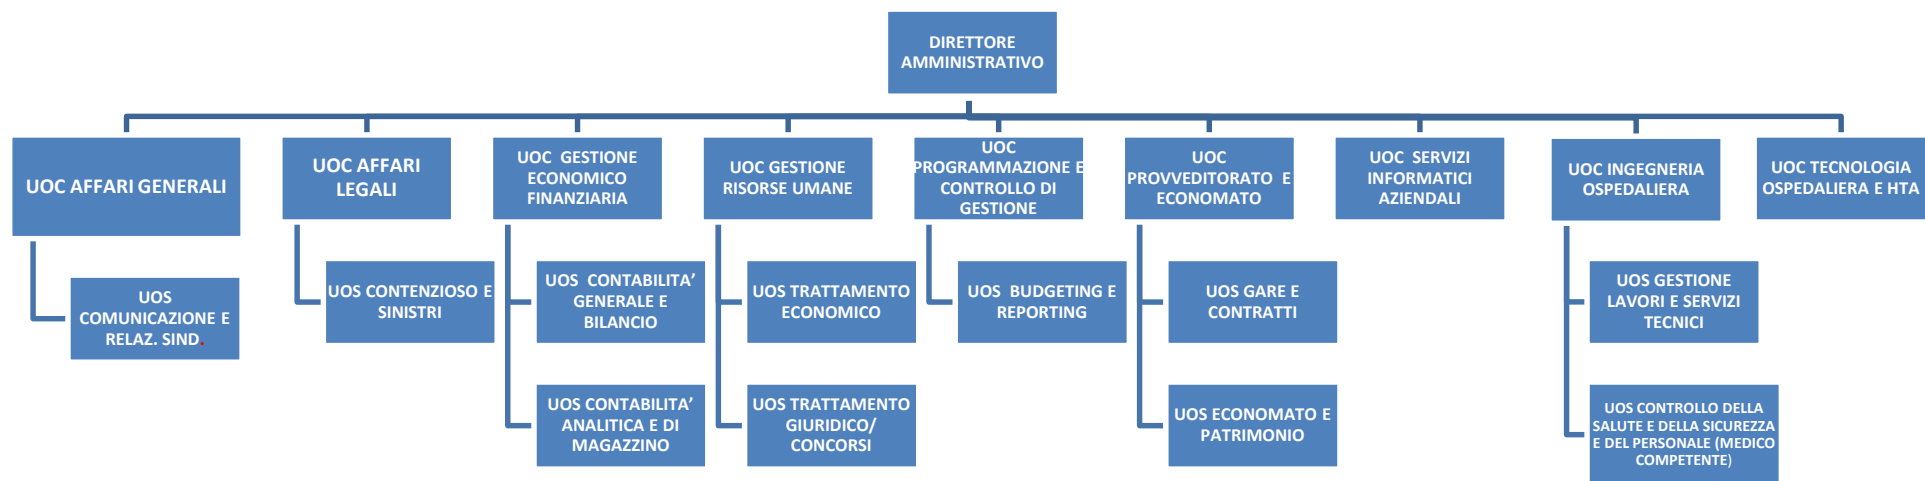 DIRETTORE
AMMINISTRATIVO
UOC AFFARI GENERALI
UOC AFFARI
LEGALI
UOC GESTIONE
ECONOMICO
FINANZIARIA
UOC GESTIONE
RISORSE UMANE
UOC
PROGRAMMAZIONE E
CONTROLLO DI
GESTIONE
UOC
PROVVEDITORATO E
ECONOMATO
UOC SERVIZI
INFORMATICI
AZIENDALI
UOC INGEGNERIA
OSPEDALIERA
UOC TECNOLOGIA
OSPEDALIERA E HTA
UOS
COMUNICAZIONE E
RELAZ. SIND.
UOS CONTENZIOSO E
SINISTRI
UOS CONTABILITA’
GENERALE E
BILANCIO
UOS TRATTAMENTO
ECONOMICO
UOS BUDGETING E
REPORTING
UOS GARE E
CONTRATTI
UOS GESTIONE
LAVORI E SERVIZI
TECNICI
UOS CONTABILITA’
ANALITICA E DI
MAGAZZINO
UOS TRATTAMENTO
GIURIDICO/
CONCORSI
UOS ECONOMATO E
PATRIMONIO
UOS CONTROLLO DELLA
SALUTE E DELLA SICUREZZA
E DEL PERSONALE (MEDICO
COMPETENTE)